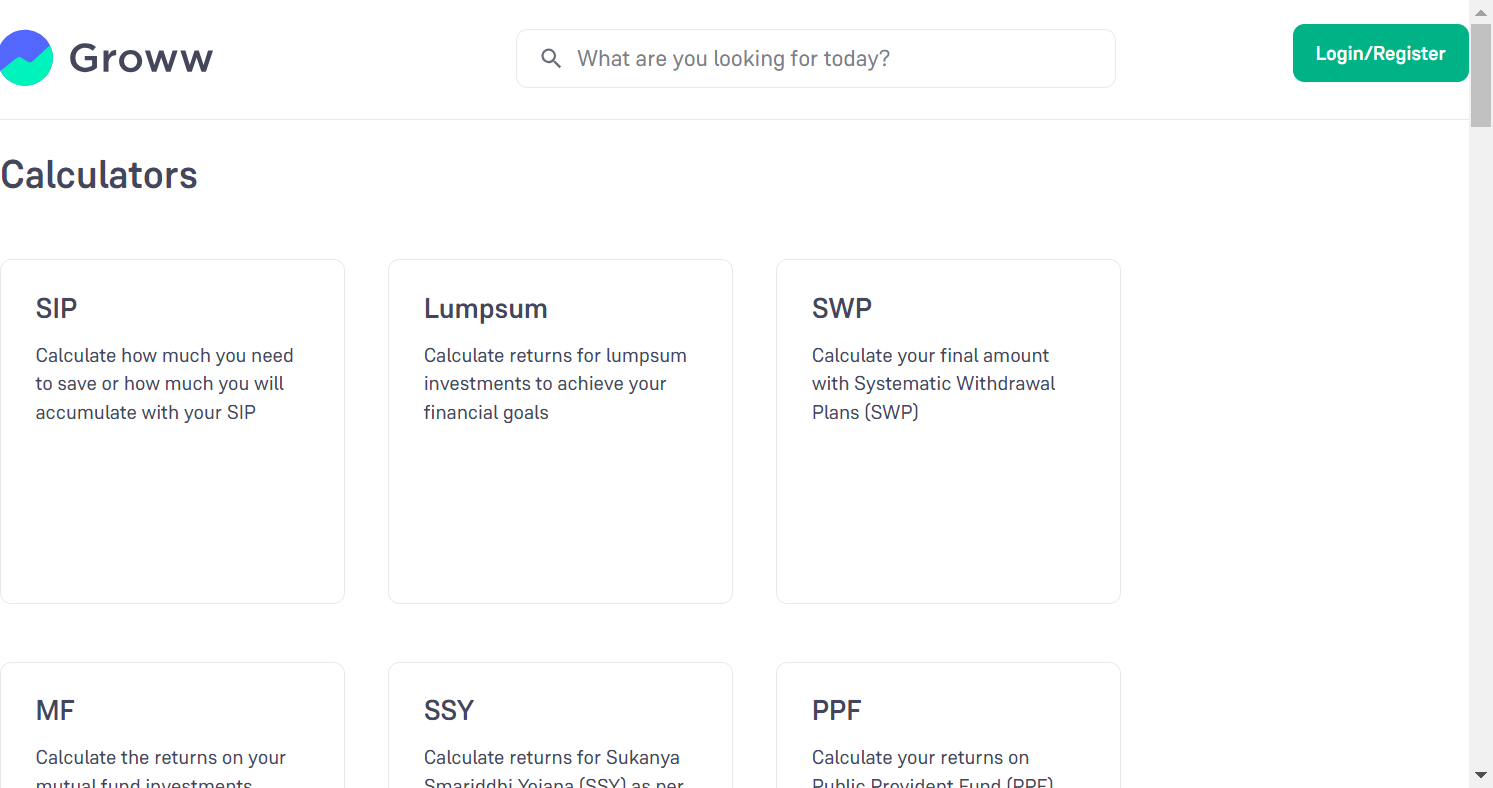 Groww
What are you looking for today?
Login/Register
Calculators
SIP
Calculate how much you need
to save or how much you will
accumulate with your SIP
Lumpsum
Calculate returns for lumpsum
investments to achieve your
financial goals
SWP
Calculate your final amount
with Systematic Withdrawal
Plans (SWP)
MF
Calculate the returns on your
mutual fund investments
SSY
Calculate returns for Sukanya
Smariddhi Yojana (SSY) as per
PPF
Calculate your returns on
Public Provident Fund (PPF)